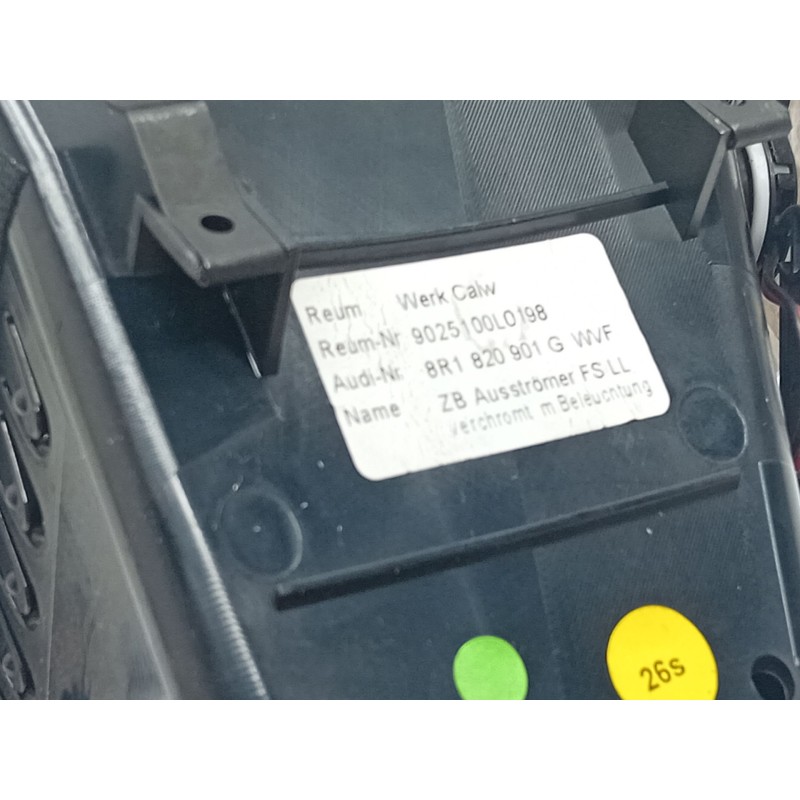 Reum Werk Calw
Reum-Nr 9025100L0198
Audi-Nr. 8R1 820 901 G WVF
Name ZB Ausströmer FS LL
verchromt m Beleuchtung
26s